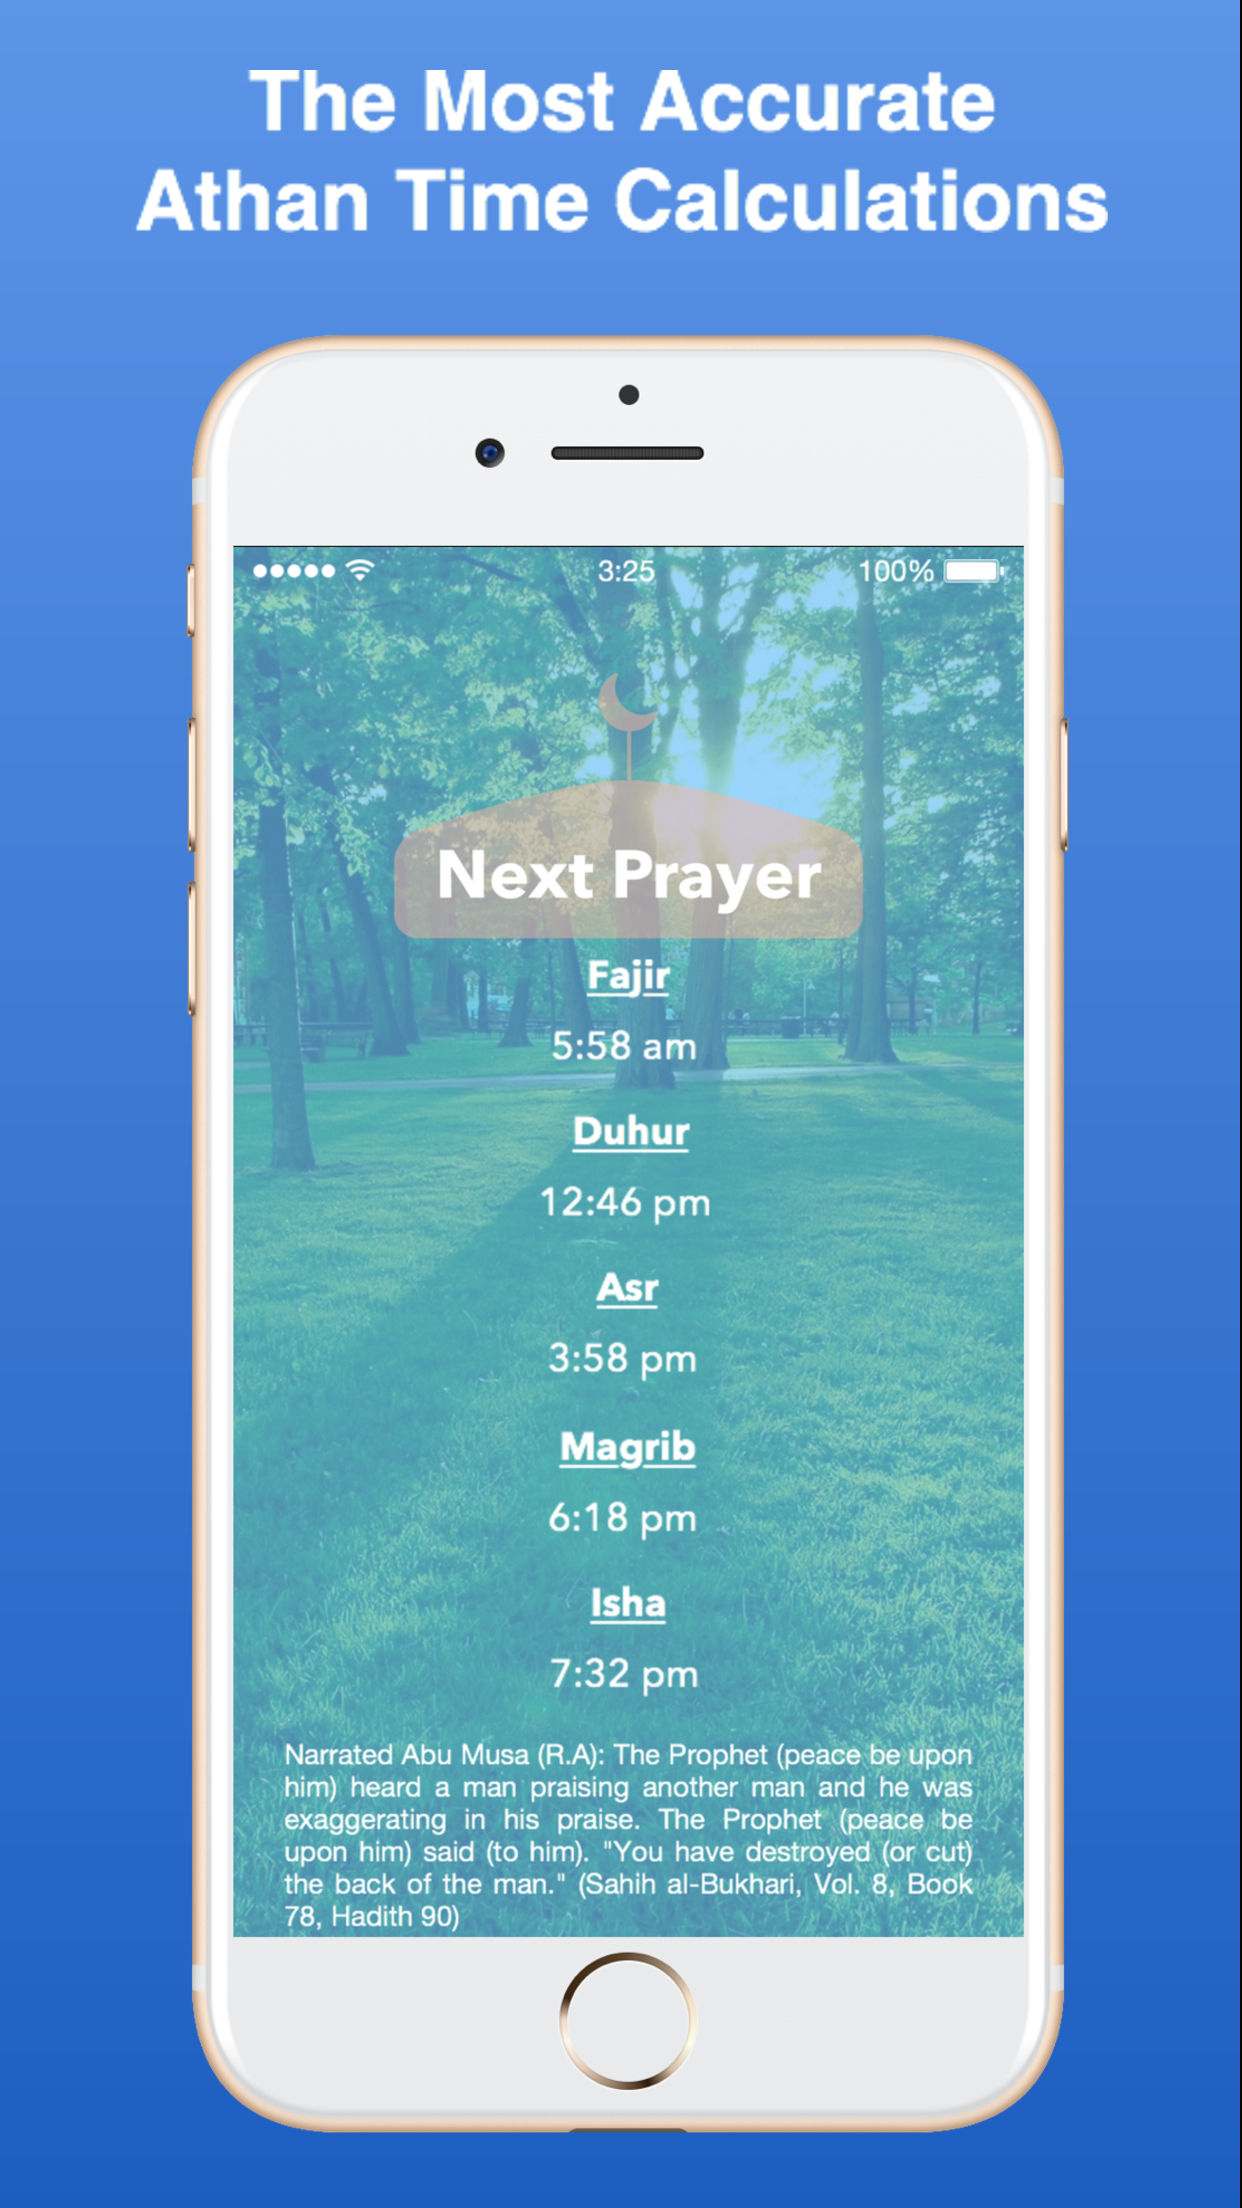 The Most Accurate
Athan Time Calculations
3:25
100%
Next Prayer
Fajir
5:58 am
Duhur
12:46 pm
Asr
3:58 pm
Magrib
6:18 pm
Isha
7:32 pm
Narrated Abu Musa (R.A): The Prophet (peace be upon
him) heard a man praising another man and he was
exaggerating in his praise. The Prophet (peace be
upon him) said (to him). "You have destroyed (or cut)
the back of the man." (Sahih al-Bukhari, Vol. 8, Book
78, Hadith 90)